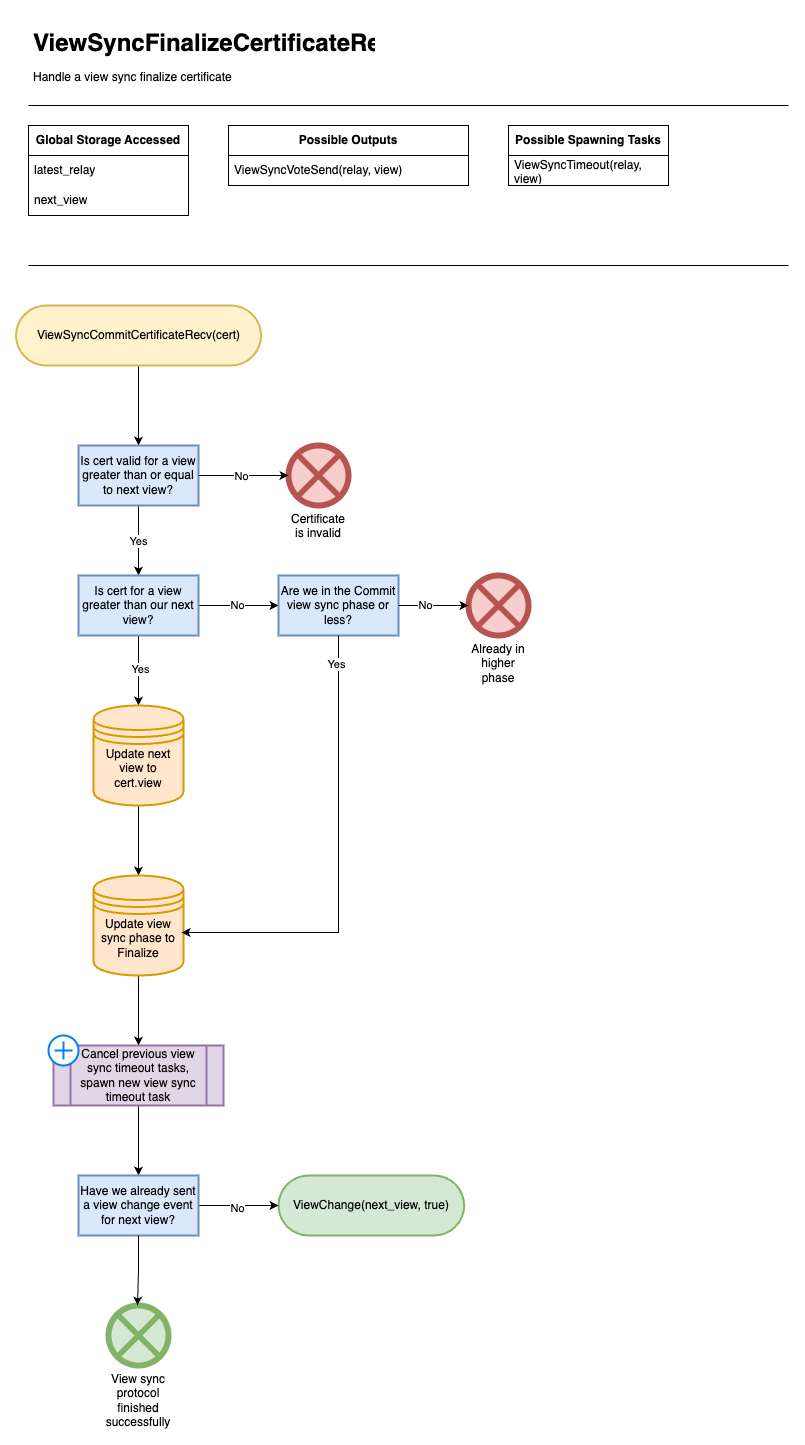 ViewSyncFinalizeCertificateRe
Handle a view sync finalize certificate
Global Storage Accessed
latest_relay
next_view
Possible Outputs
ViewSyncVoteSend(relay, view)
Possible Spawning Tasks
ViewSyncTimeout(relay,
view)
ViewSyncCommitCertificateRecv(cert)
Is cert valid for a view
greater than or equal
to next view?
No
Certificate
is invalid
Yes
Is cert for a view
greater than our next
view?
No
Are we in the Commit
view sync phase or
less?
No
Already in
higher
phase
Yes
Yes
Update next
view to
cert.view
Update view
sync phase to
Finalize
Cancel previous view
sync timeout tasks,
spawn new view sync
timeout task
Have we already sent
a view change event
for next view?
No
ViewChange(next_view, true)
View sync
protocol
finished
successfully